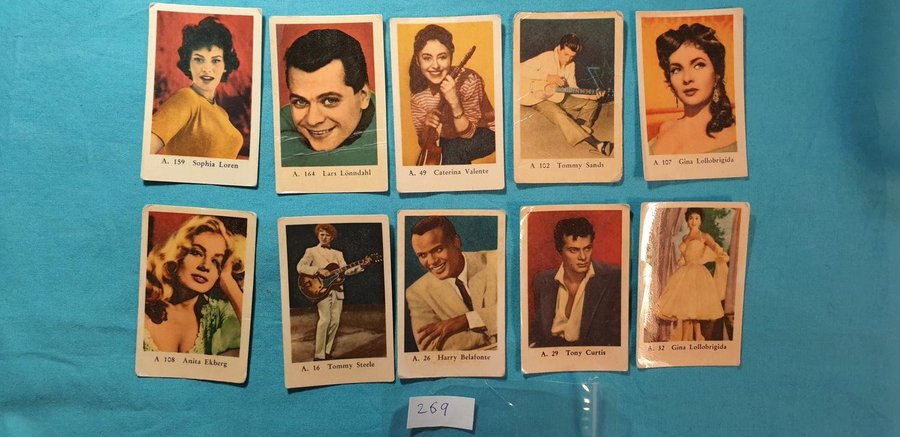 A. 159 Sophia Loren
A. 164 Lars Lönndahl
A. 49 Caterina Valente
A 102 Tommy Sands
A 107 Gina Lollobrigida
A 108 Anita Ekberg
A. 16 Tommy Steele
A. 26 Harry Belafonte
A. 29 Tony Curtis
A. 32 Gina Lollobrigida
269